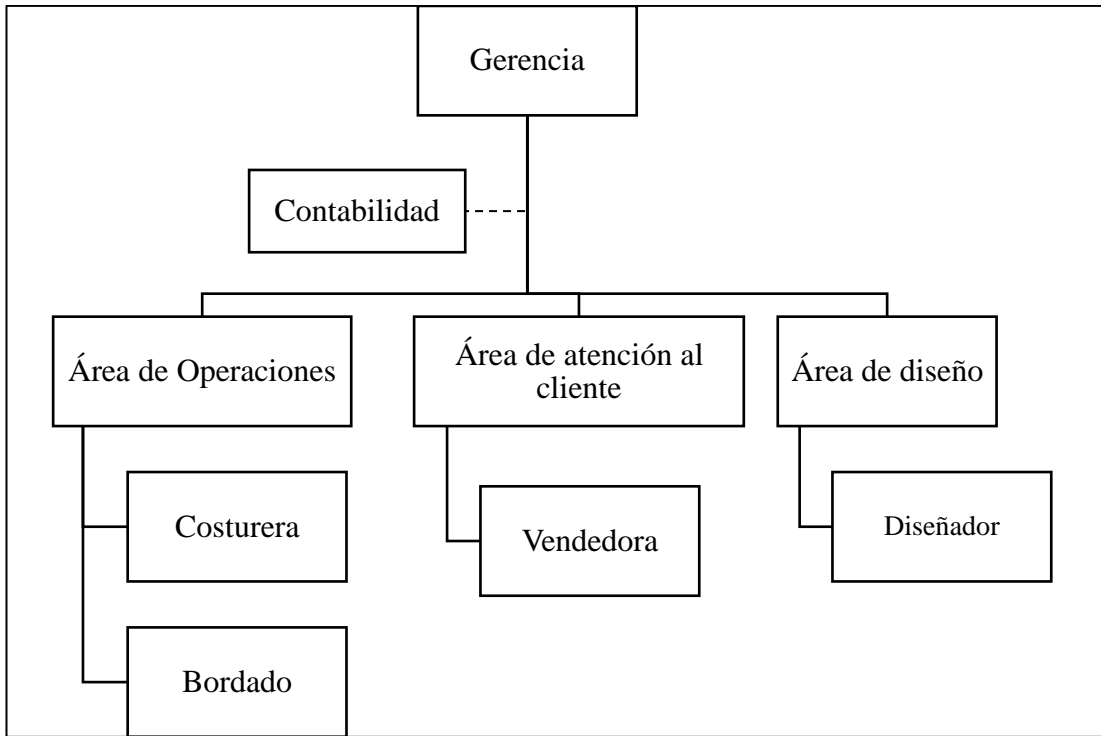 Gerencia
Contabilidad
Área de Operaciones
Área de atención al
cliente
Área de diseño
Costurera
Vendedora
Diseñador
Bordado